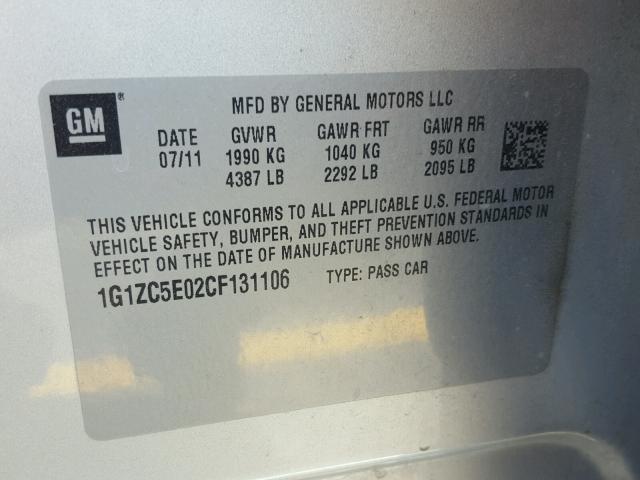 GM
MFD BY GENERAL MOTORS LLC
DATE GVWR GAWR FRT GAWR RR
07/11 1990 KG 1040 KG 950 KG
4387 LB 2292 LB 2095 LB
THIS VEHICLE CONFORMS TO ALL APPLICABLE U.S. FEDERAL MOTOR
VEHICLE SAFETY, BUMPER, AND THEFT PREVENTION STANDARDS IN
EFFECT ON THE DATE OF MANUFACTURE SHOWN ABOVE.
1G1ZC5E02CF131106 TYPE: PASS CAR